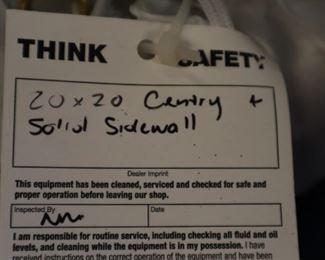 THINK SAFETY
20x20 Century +
Solid Sidewall
Dealer Imprint
This equipment has been cleaned, serviced and checked for safe and
proper operation before leaving our shop.
Inspected By
Date
I am responsible for routine service, including checking all fluid and oil
levels, and cleaning while the equipment is in my possession. I have
received instructions on the correct operation of the equipment and have been